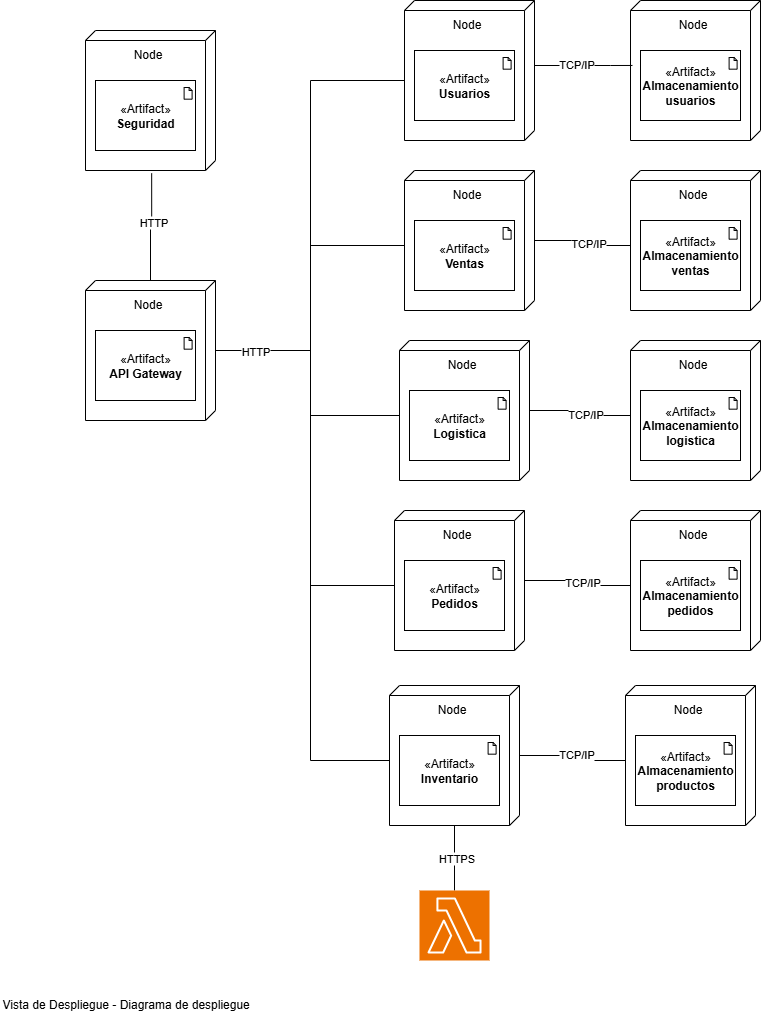 Node
«Artifact»
Seguridad
HTTP
Node
«Artifact»
API Gateway
HTTP
Node
«Artifact»
Usuarios
TCP/IP
Node
«Artifact»
Almacenamiento
usuarios
Node
«Artifact»
Ventas
TCP/IP
Node
«Artifact»
Almacenamiento
ventas
Node
«Artifact»
Logistica
TCP/IP
Node
«Artifact»
Almacenamiento
logistica
Node
«Artifact»
Pedidos
TCP/IP
Node
«Artifact»
Almacenamiento
pedidos
Node
«Artifact»
Inventario
TCP/IP
Node
«Artifact»
Almacenamiento
productos
HTTPS
Vista de Despliegue - Diagrama de despliegue